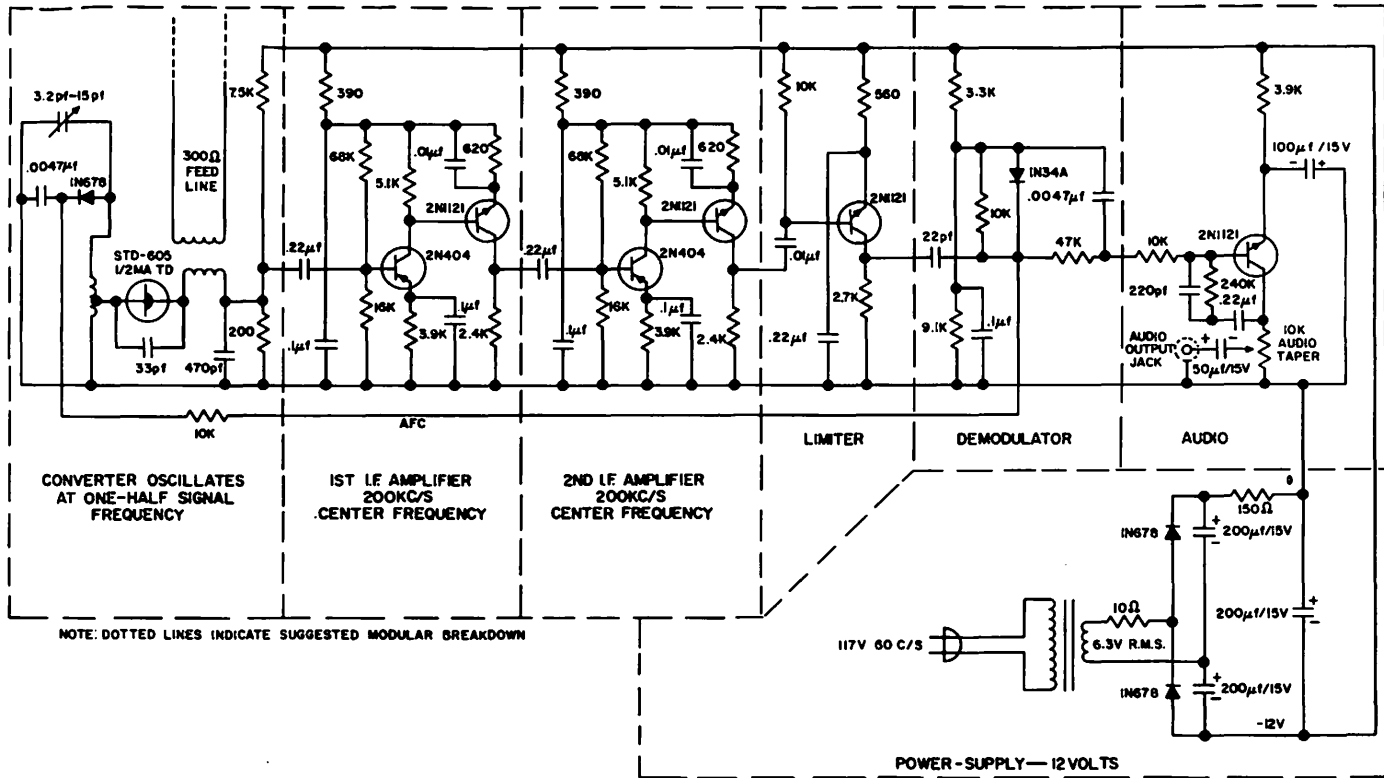 3.2pf-15pf
.0047µf
IN678
300Ω
FEED
LINE
7.5K
STD-605
1/2MA TD
33pf
470pf
200
10K
390
68K
5.1K
.01µf
620
2N1121
2N404
.22µf
16K
3.9K
.1µf
2.4K
.1µf
390
68K
5.1K
.01µf
620
2N1121
2N404
.22µf
16K
3.9K
.1µf
2.4K
.1µf
10K
560
2N1121
.01µf
2.7K
.22µf
3.3K
10K
IN34A
.0047µf
22pf
47K
9.1K
.1µf
3.9K
100µf/15V
- +
2N1121
10K
220pf
240K
.22µf
AUDIO
OUTPUT
JACK
+ -
50µf/15V
10K
AUDIO
TAPER
AFC
CONVERTER OSCILLATES
AT ONE-HALF SIGNAL
FREQUENCY
1ST I.F. AMPLIFIER
200KC/S
CENTER FREQUENCY
2ND I.F. AMPLIFIER
200KC/S
CENTER FREQUENCY
LIMITER
DEMODULATOR
AUDIO
NOTE: DOTTED LINES INDICATE SUGGESTED MODULAR BREAKDOWN
150Ω
IN678
+
200µf/15V
-
10Ω
117V 60 C/S
6.3V R.M.S.
+
200µf/15V
-
IN678
+
200µf/15V
-
-12V
POWER-SUPPLY—12VOLTS